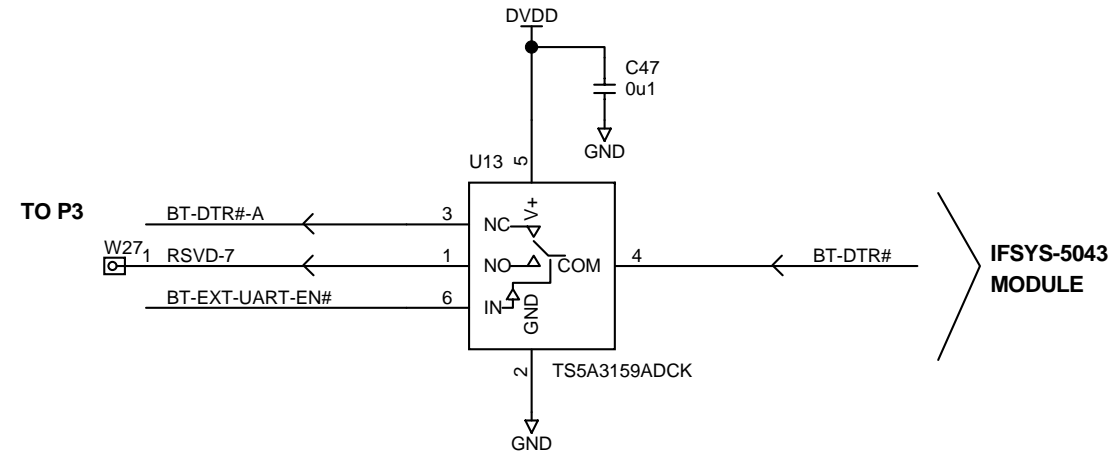 DVDD
C47
0u1
GND
U13
5
TO P3
BT-DTR#-A
3
NC
V+
W27
1
RSVD-7
1
NO
COM
4
BT-DTR#
IFSYS-5043
MODULE
BT-EXT-UART-EN#
6
IN
GND
2
TS5A3159ADCK
GND